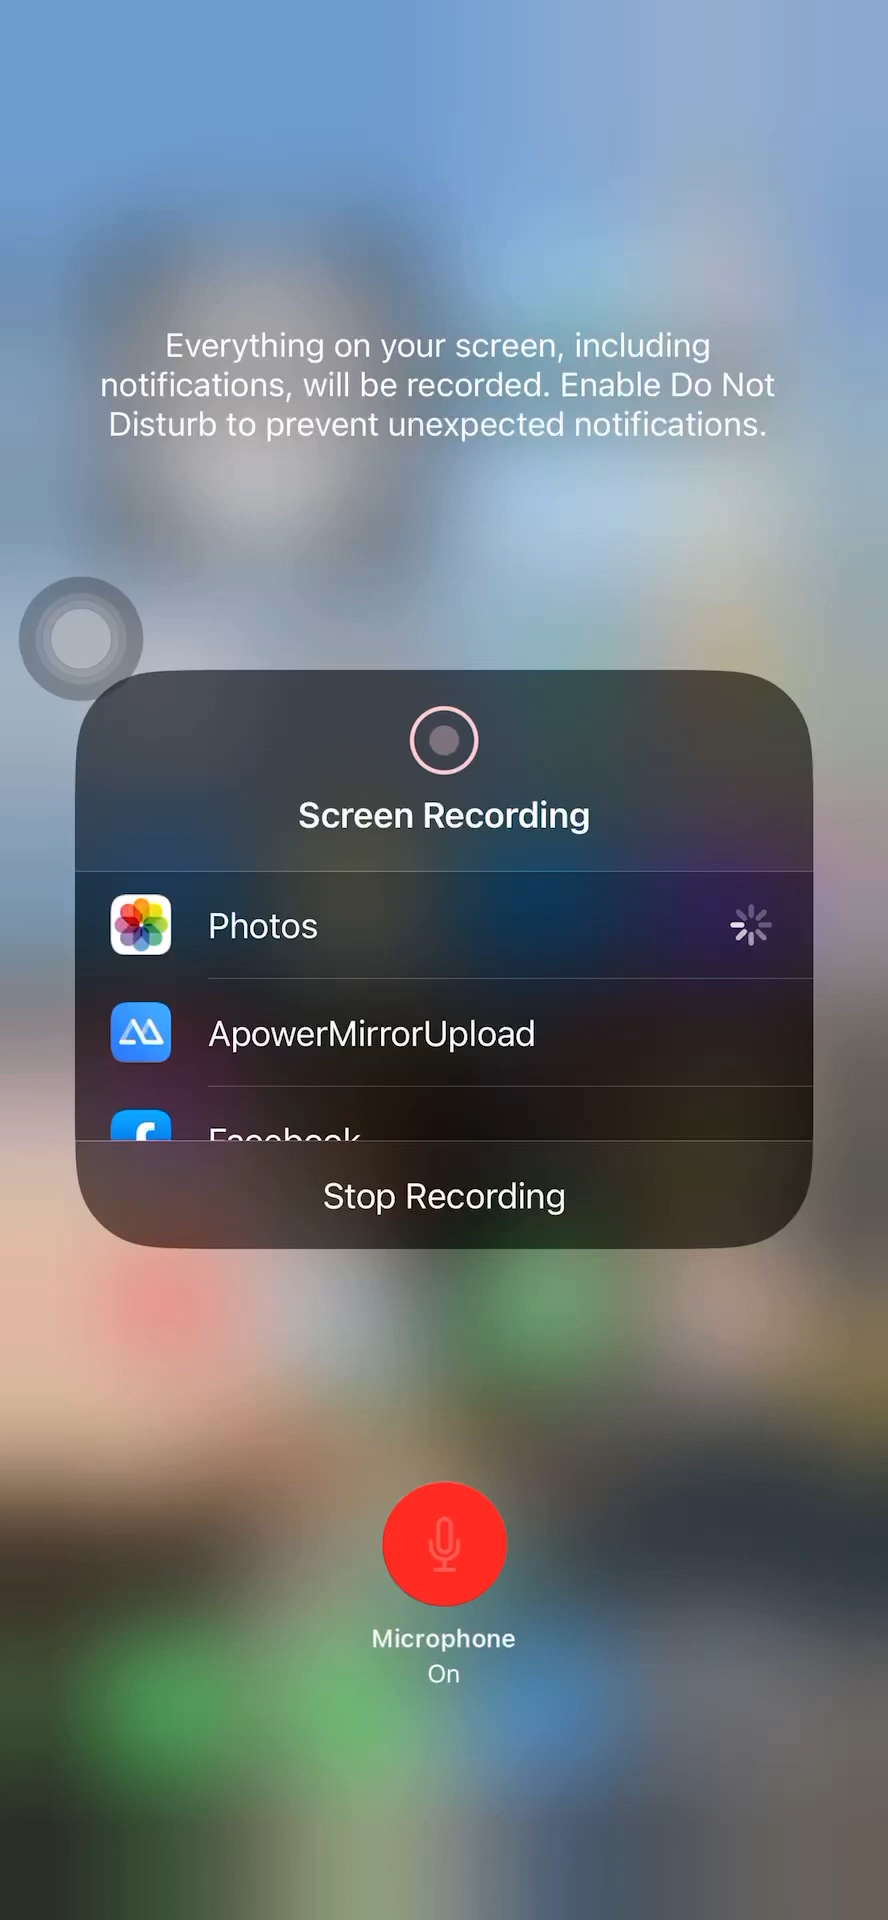 Everything on your screen, including
notifications, will be recorded. Enable Do Not
Disturb to prevent unexpected notifications.
Screen Recording
Photos
ApowerMirrorUpload
Facebook
Stop Recording
Microphone
On